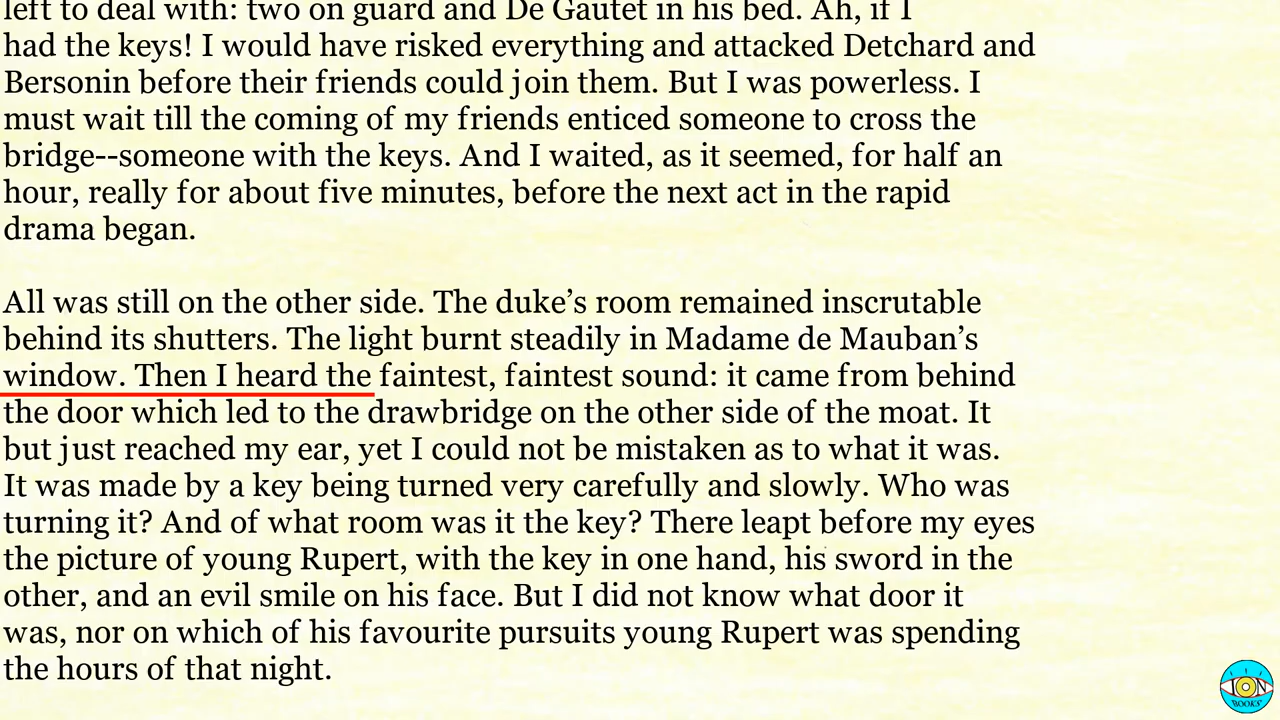 left to deal with: two on guard and De Gautet in his bed. Ah, if I
had the keys! I would have risked everything and attacked Detchard and
Bersonin before their friends could join them. But I was powerless. I
must wait till the coming of my friends enticed someone to cross the
bridge--someone with the keys. And I waited, as it seemed, for half an
hour, really for about five minutes, before the next act in the rapid
drama began.
All was still on the other side. The duke’s room remained inscrutable
behind its shutters. The light burnt steadily in Madame de Mauban’s
window. Then I heard the faintest, faintest sound: it came from behind
the door which led to the drawbridge on the other side of the moat. It
but just reached my ear, yet I could not be mistaken as to what it was.
It was made by a key being turned very carefully and slowly. Who was
turning it? And of what room was it the key? There leapt before my eyes
the picture of young Rupert, with the key in one hand, his sword in the
other, and an evil smile on his face. But I did not know what door it
was, nor on which of his favourite pursuits young Rupert was spending
the hours of that night.
ION
BOOKS